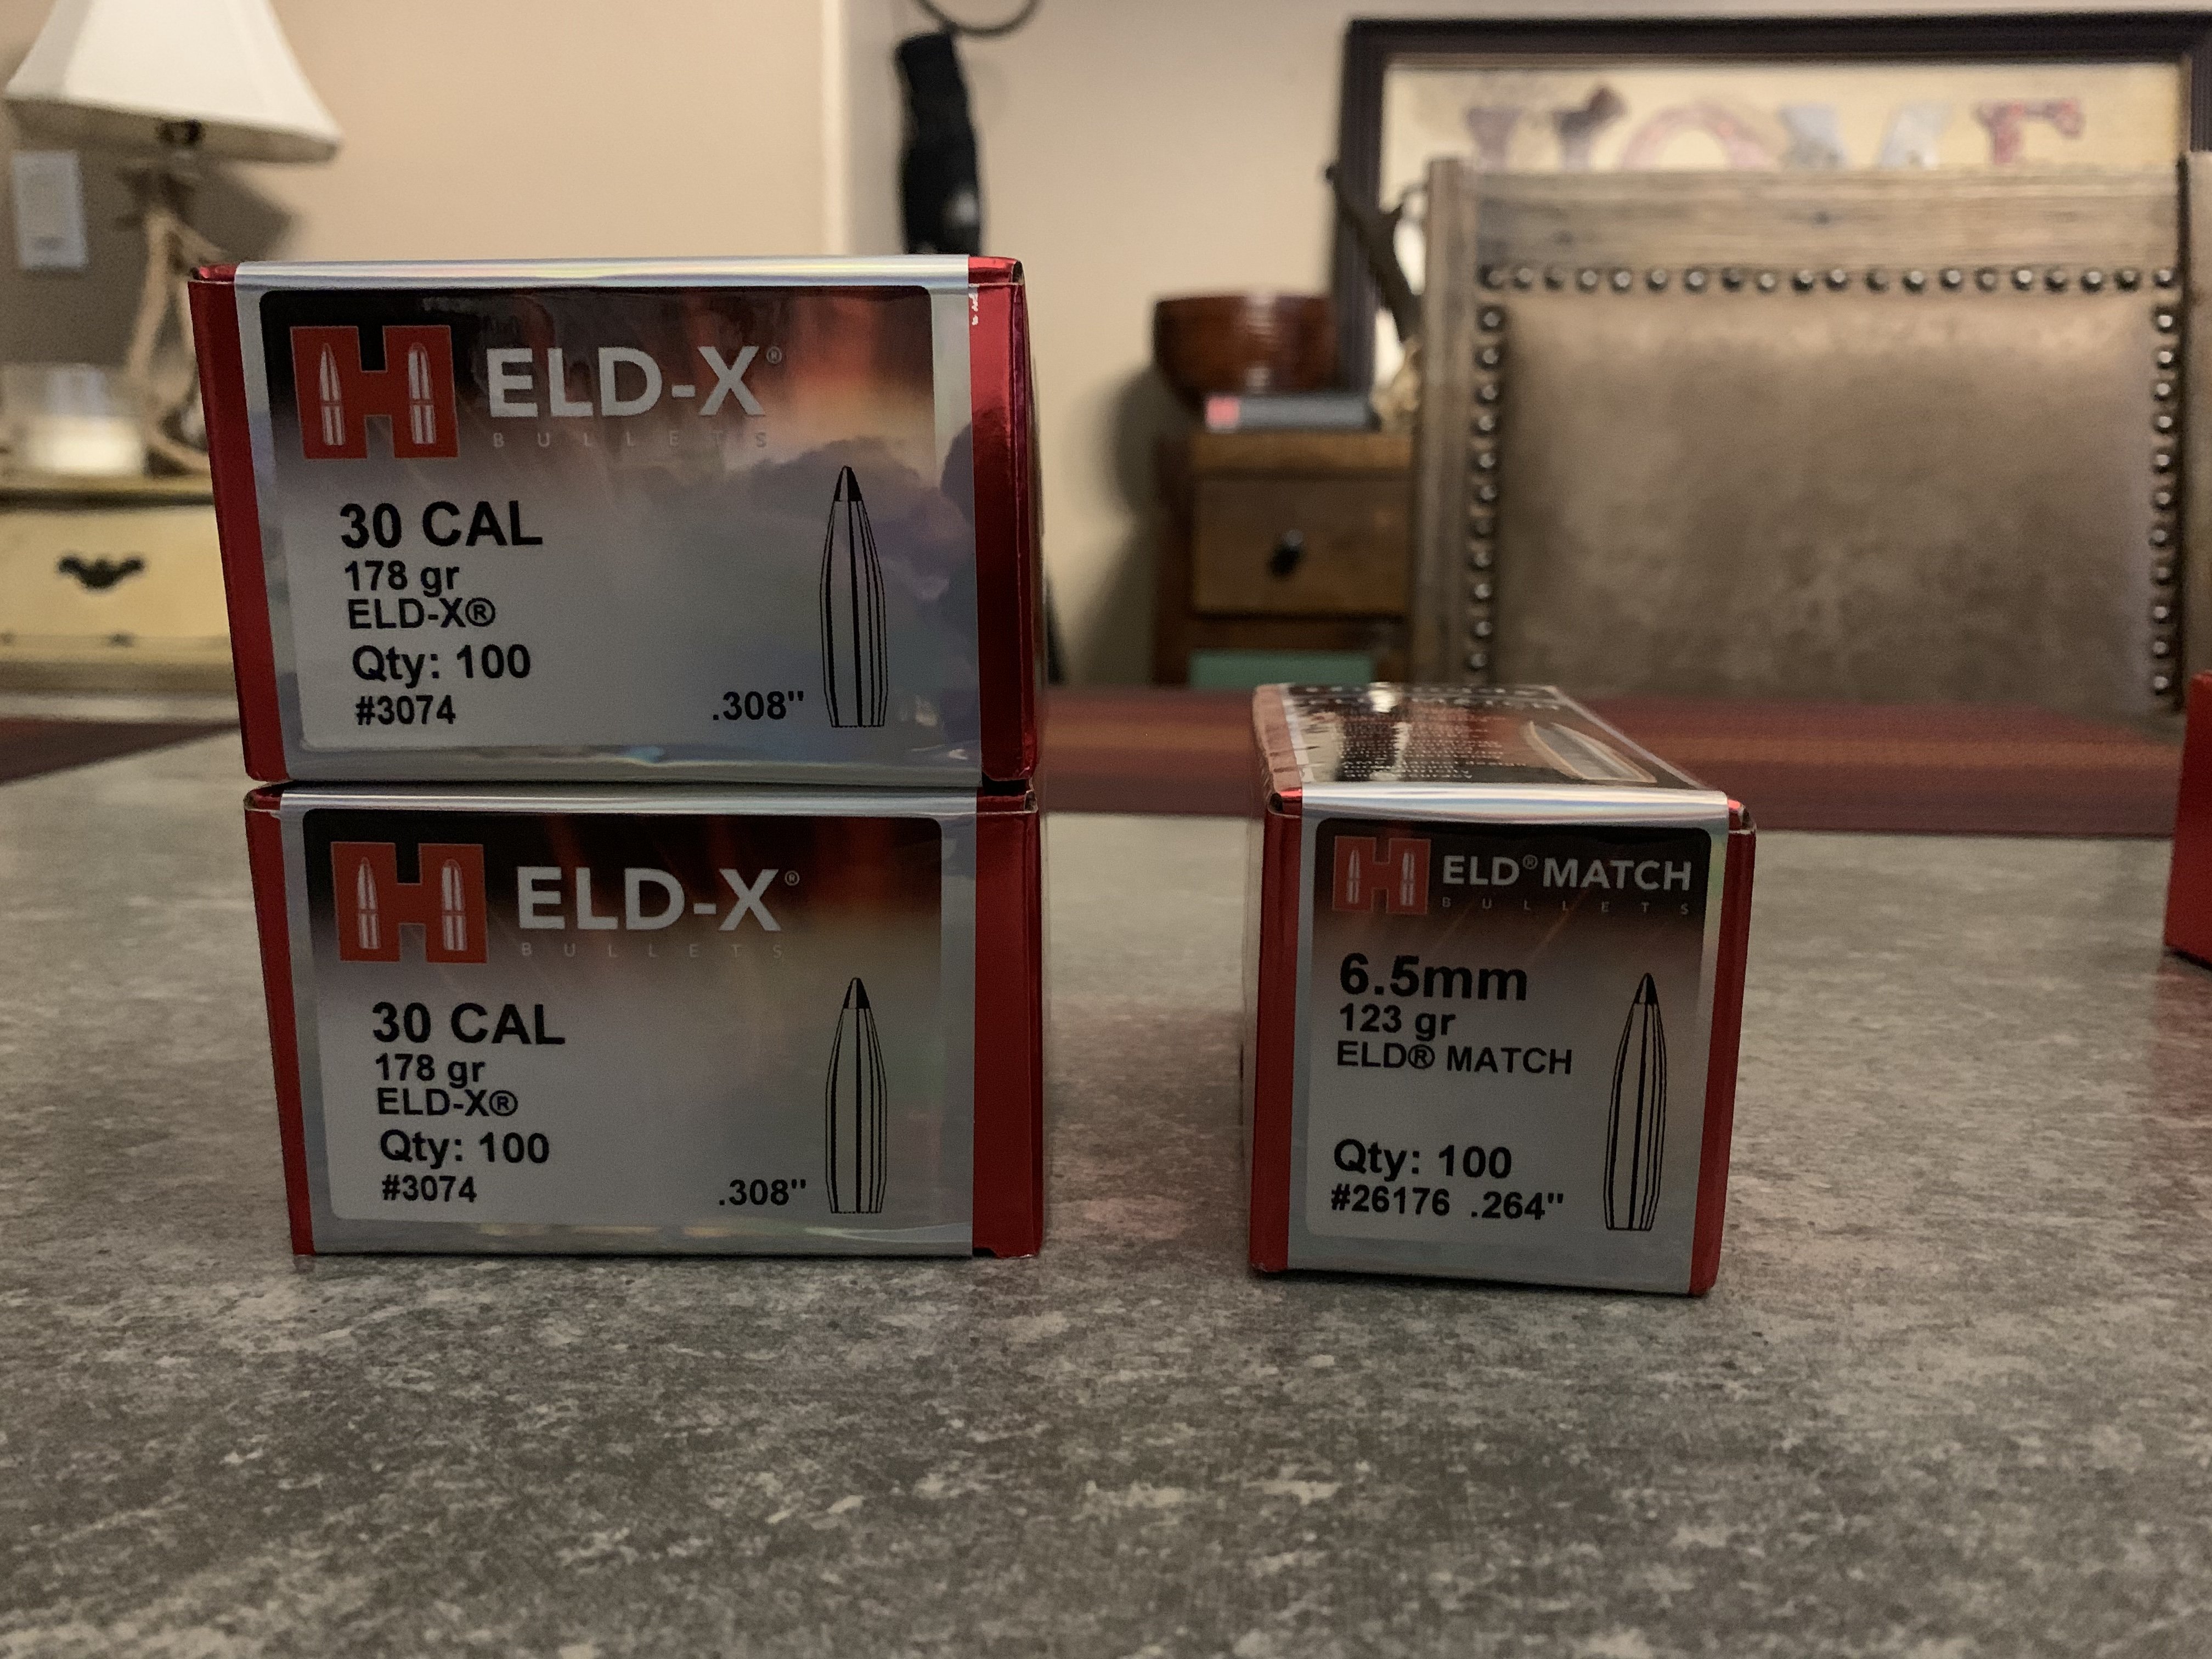 HOME
ELD-X®
BULLETS
30 CAL
178 gr
ELD-X®
Qty: 100
#3074
.308"
ELD-X®
BULLETS
30 CAL
178 gr
ELD-X®
Qty: 100
#3074
.308"
ELD® MATCH
BULLETS
6.5mm
123 gr
ELD® MATCH
Qty: 100
#26176 .264"